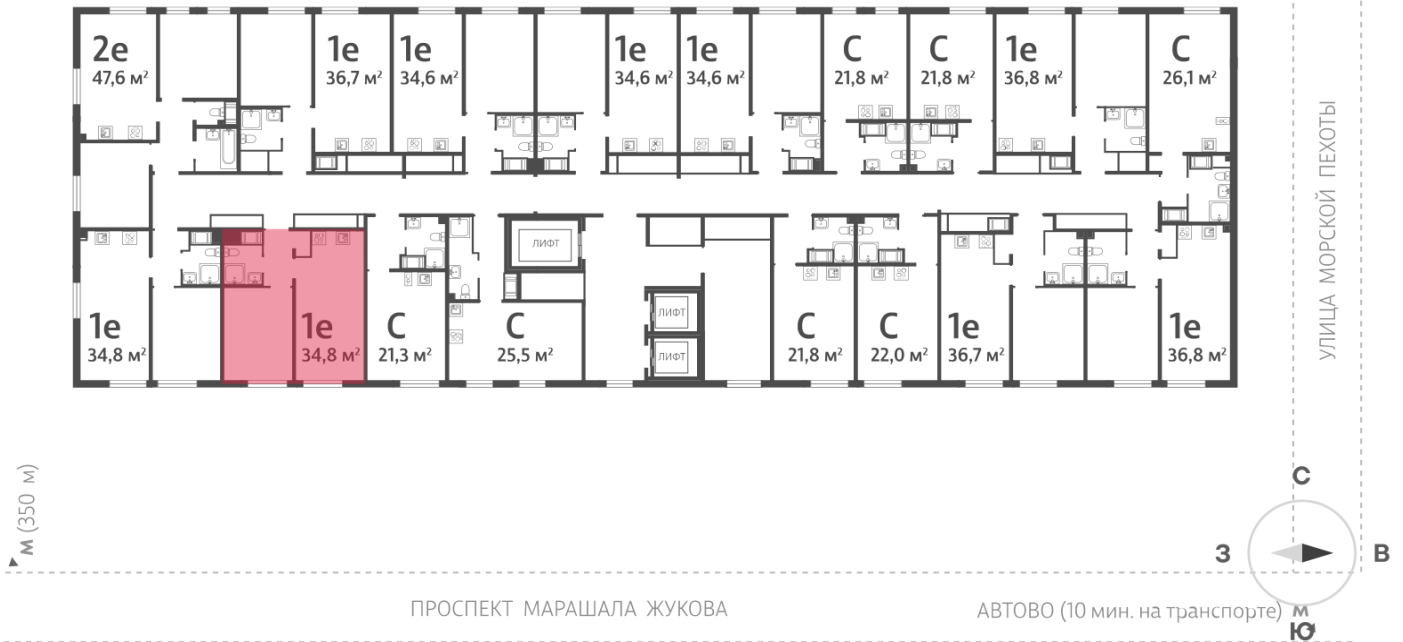 2е
47,6 м²
1е
36,7 м²
1е
34,6 м²
1е
34,6 м²
1е
34,6 м²
С
21,8 м²
С
21,8 м²
1е
36,8 м²
С
26,1 м²
ЛИФТ
ЛИФТ
ЛИФТ
1е
34,8 м²
1е
34,8 м²
С
21,3 м²
С
25,5 м²
С
21,8 м²
С
22,0 м²
1е
36,7 м²
1е
36,8 м²
УЛИЦА МОРСКОЙ ПЕХОТЫ
м (350 м)
С
З
В
Ю
ПРОСПЕКТ МАРАШАЛА ЖУКОВА
АВТОВО (10 мин. на транспорте) м